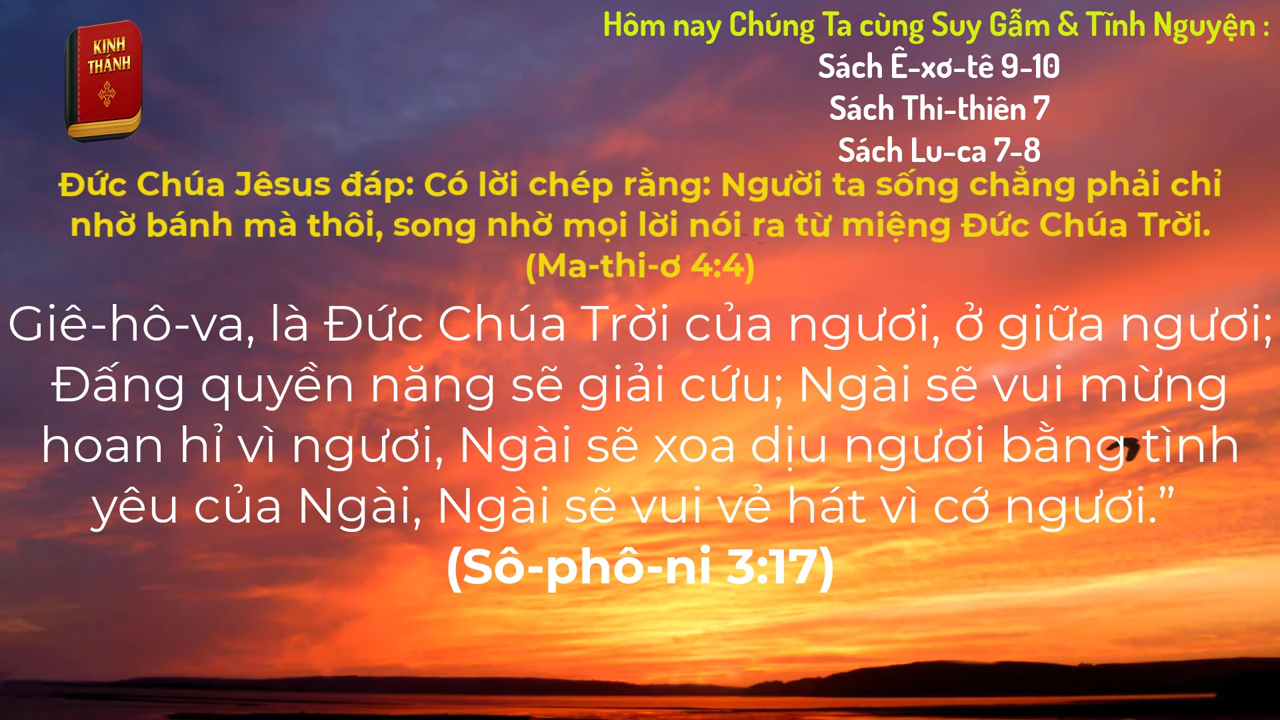 KINH
THÁNH
Hôm nay Chúng Ta cùng Suy Gẫm & Tĩnh Nguyện :
Sách Ê-xơ-tê 9-10
Sách Thi-thiên 7
Sách Lu-ca 7-8
Đức Chúa Jêsus đáp: Có lời chép rằng: Người ta sống chẳng phải chỉ
nhờ bánh mà thôi, song nhờ mọi lời nói ra từ miệng Đức Chúa Trời.
(Ma-thi-ơ 4:4)
Giê-hô-va, là Đức Chúa Trời của ngươi, ở giữa ngươi;
Đấng quyền năng sẽ giải cứu; Ngài sẽ vui mừng
hoan hỉ vì ngươi, Ngài sẽ xoa dịu ngươi bằng tình
yêu của Ngài, Ngài sẽ vui vẻ hát vì cớ ngươi.”
(Sô-phô-ni 3:17)